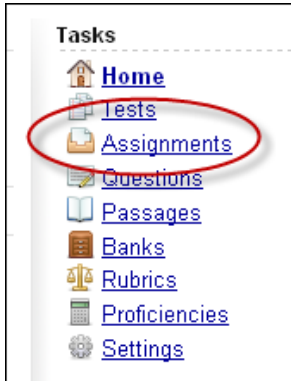 Tasks
Home
Tests
Assignments
Questions
Passages
Banks
Rubrics
Proficiencies
Settings